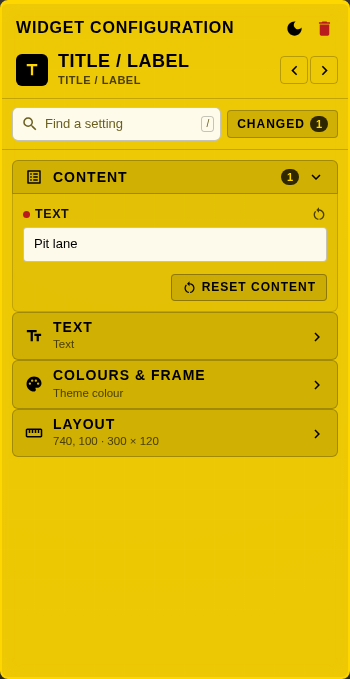 WIDGET CONFIGURATION
T
TITLE / LABEL
TITLE / LABEL
Find a setting
/
CHANGED 1
CONTENT
1
TEXT
Pit lane
RESET CONTENT
TEXT
Text
COLOURS & FRAME
Theme colour
LAYOUT
740, 100 · 300 × 120